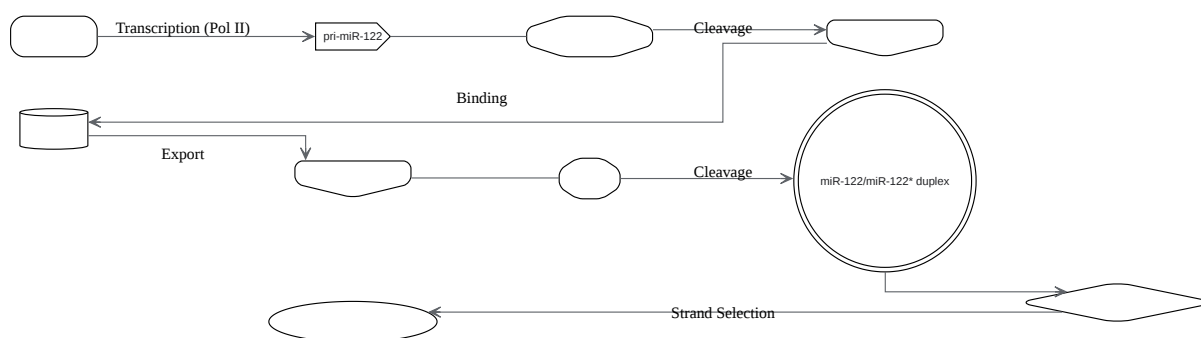 Transcription (Pol II)
pri-miR-122
Cleavage
Binding
Export
Cleavage
miR-122/miR-122* duplex
Strand Selection